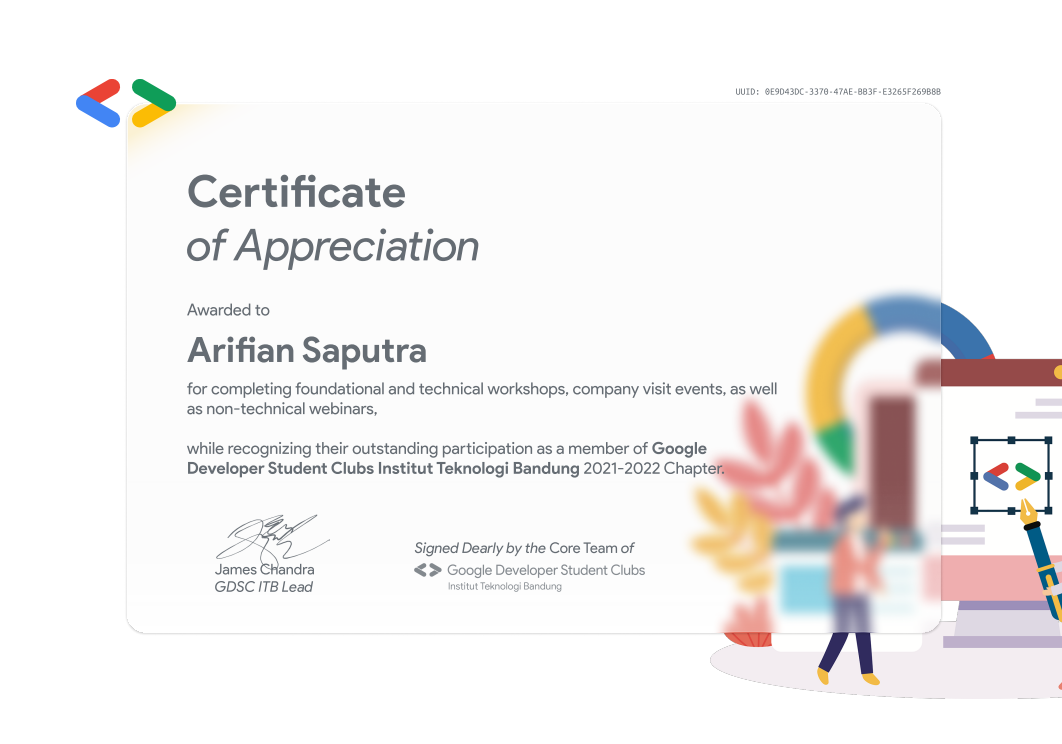 UUID: 0E9D43DC-3370-47AE-BB3F-E3265F269B8B
Certificate
of Appreciation
Awarded to
Arifian Saputra
for completing foundational and technical workshops, company visit events, as well
as non-technical webinars,
while recognizing their outstanding participation as a member of Google
Developer Student Clubs Institut Teknologi Bandung 2021-2022 Chapter.
James Chandra
GDSC ITB Lead
Signed Dearly by the Core Team of
Google Developer Student Clubs
Institut Teknologi Bandung